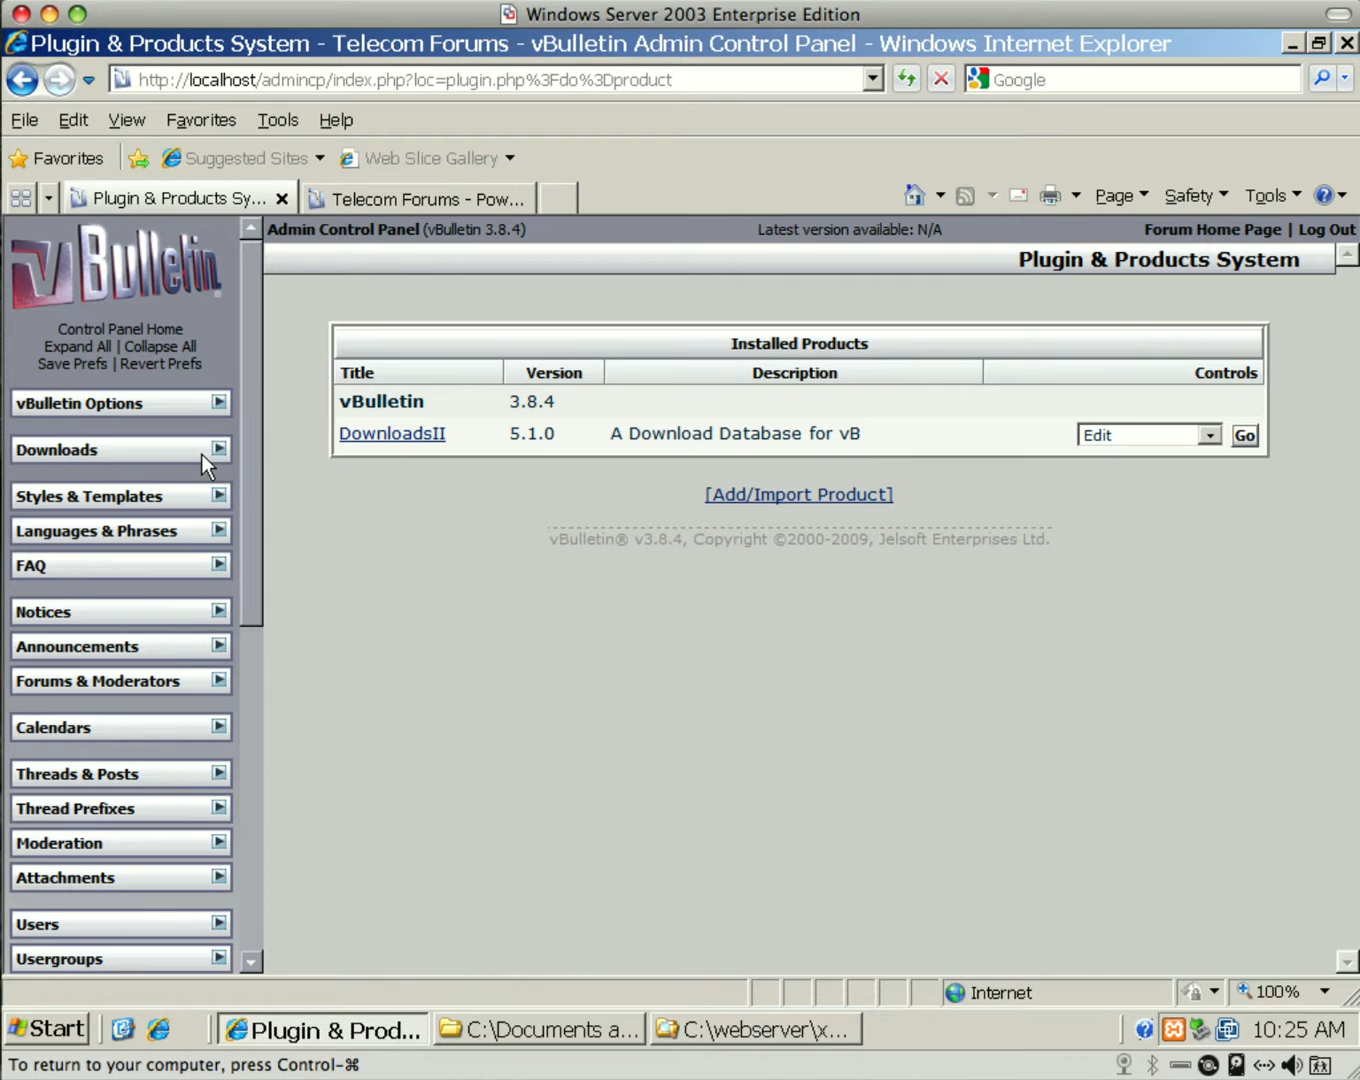 Windows Server 2003 Enterprise Edition
Plugin & Products System - Telecom Forums - vBulletin Admin Control Panel - Windows Internet Explorer
http://localhost/admincp/index.php?loc=plugin.php%3Fdo%3Dproduct
Google
File Edit View Favorites Tools Help
Favorites Suggested Sites Web Slice Gallery
Plugin & Products Sy... Telecom Forums - Pow... Page Safety Tools
vBulletin
Admin Control Panel (vBulletin 3.8.4) Latest version available: N/A Forum Home Page | Log Out
Plugin & Products System
Control Panel Home
Expand All | Collapse All
Save Prefs | Revert Prefs
vBulletin Options
Downloads
Styles & Templates
Languages & Phrases
FAQ
Notices
Announcements
Forums & Moderators
Calendars
Threads & Posts
Thread Prefixes
Moderation
Attachments
Users
Usergroups
Installed Products
Title Version Description Controls
vBulletin 3.8.4
DownloadsII 5.1.0 A Download Database for vB Edit Go
[Add/Import Product]
vBulletin® v3.8.4, Copyright ©2000-2009, Jelsoft Enterprises Ltd.
Internet 100%
Start Plugin & Prod... C:\Documents a... C:\webserver\x... 10:25 AM
To return to your computer, press Control-⌘